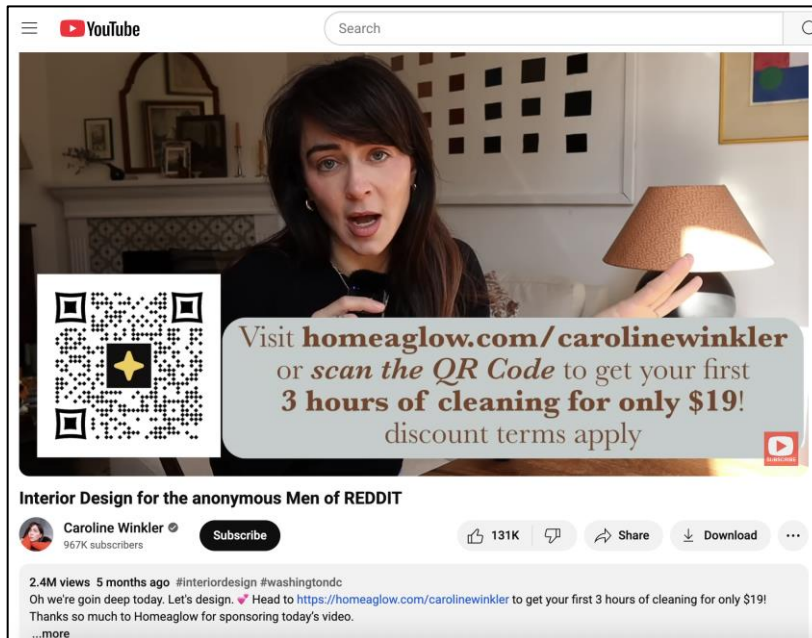 YouTube
Search
Visit homeaglow.com/carolinewinkler
or scan the QR Code to get your first
3 hours of cleaning for only $19!
discount terms apply
SUBSCRIBE
Interior Design for the anonymous Men of REDDIT
Caroline Winkler
967K subscribers
Subscribe
131K
Share
Download
2.4M views 5 months ago #interiordesign #washingtondc
Oh we're goin deep today. Let's design. 💕 Head to https://homeaglow.com/carolinewinkler to get your first 3 hours of cleaning for only $19!
Thanks so much to Homeaglow for sponsoring today's video.
...more